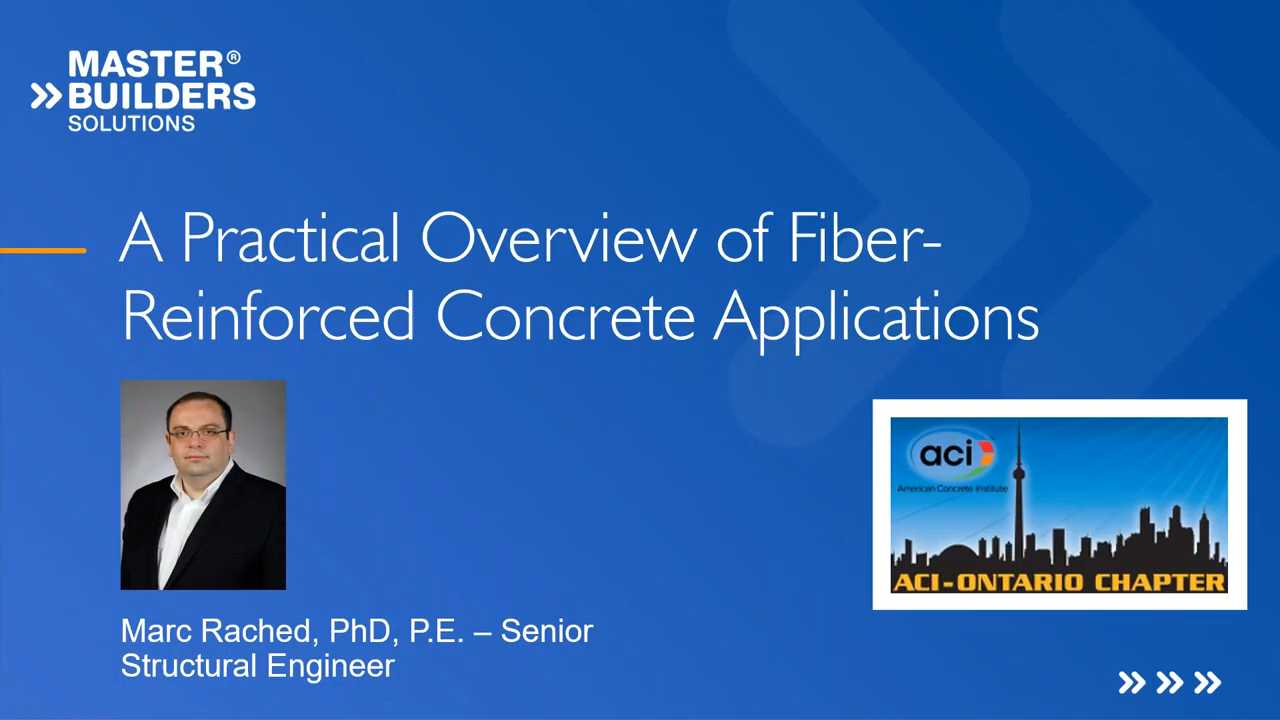 MASTER®
BUILDERS
SOLUTIONS
A Practical Overview of Fiber-
Reinforced Concrete Applications
aci
American Concrete Institute
ACI-ONTARIO CHAPTER
Marc Rached, PhD, P.E. – Senior
Structural Engineer